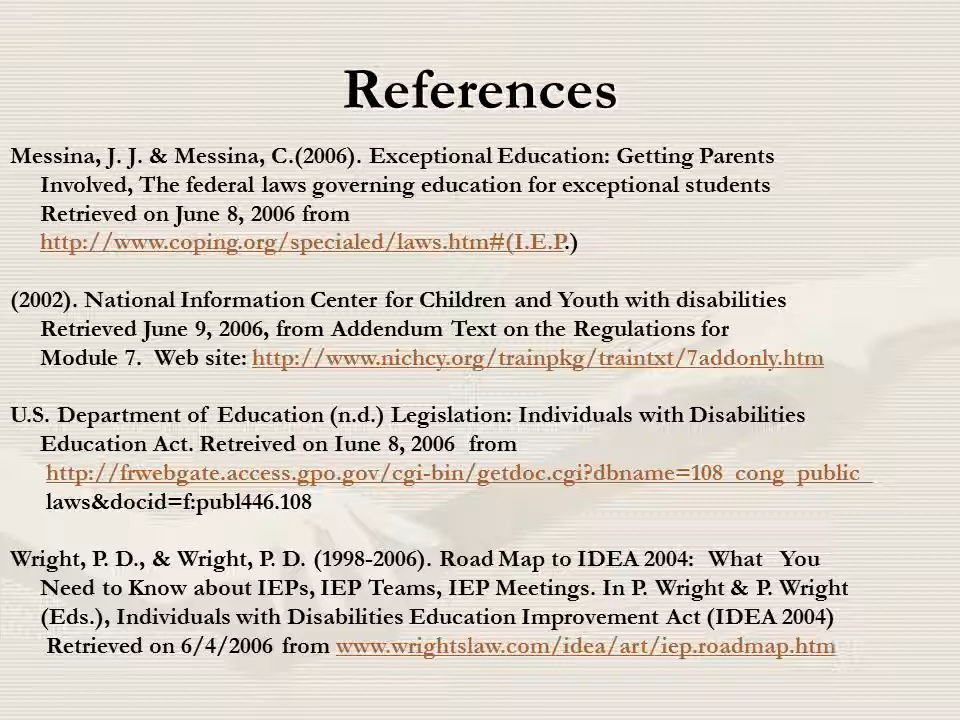 References
Messina, J. J. & Messina, C.(2006). Exceptional Education: Getting Parents
Involved, The federal laws governing education for exceptional students
Retrieved on June 8, 2006 from
http://www.coping.org/specialed/laws.htm#(I.E.P.)
(2002). National Information Center for Children and Youth with disabilities
Retrieved June 9, 2006, from Addendum Text on the Regulations for
Module 7. Web site: http://www.nichcy.org/trainpkg/traintxt/7addonly.htm
U.S. Department of Education (n.d.) Legislation: Individuals with Disabilities
Education Act. Retreived on Iune 8, 2006 from
http://frwebgate.access.gpo.gov/cgi-bin/getdoc.cgi?dbname=108_cong_public_
laws&docid=f:publ446.108
Wright, P. D., & Wright, P. D. (1998-2006). Road Map to IDEA 2004: What You
Need to Know about IEPs, IEP Teams, IEP Meetings. In P. Wright & P. Wright
(Eds.), Individuals with Disabilities Education Improvement Act (IDEA 2004)
Retrieved on 6/4/2006 from www.wrightslaw.com/idea/art/iep.roadmap.htm